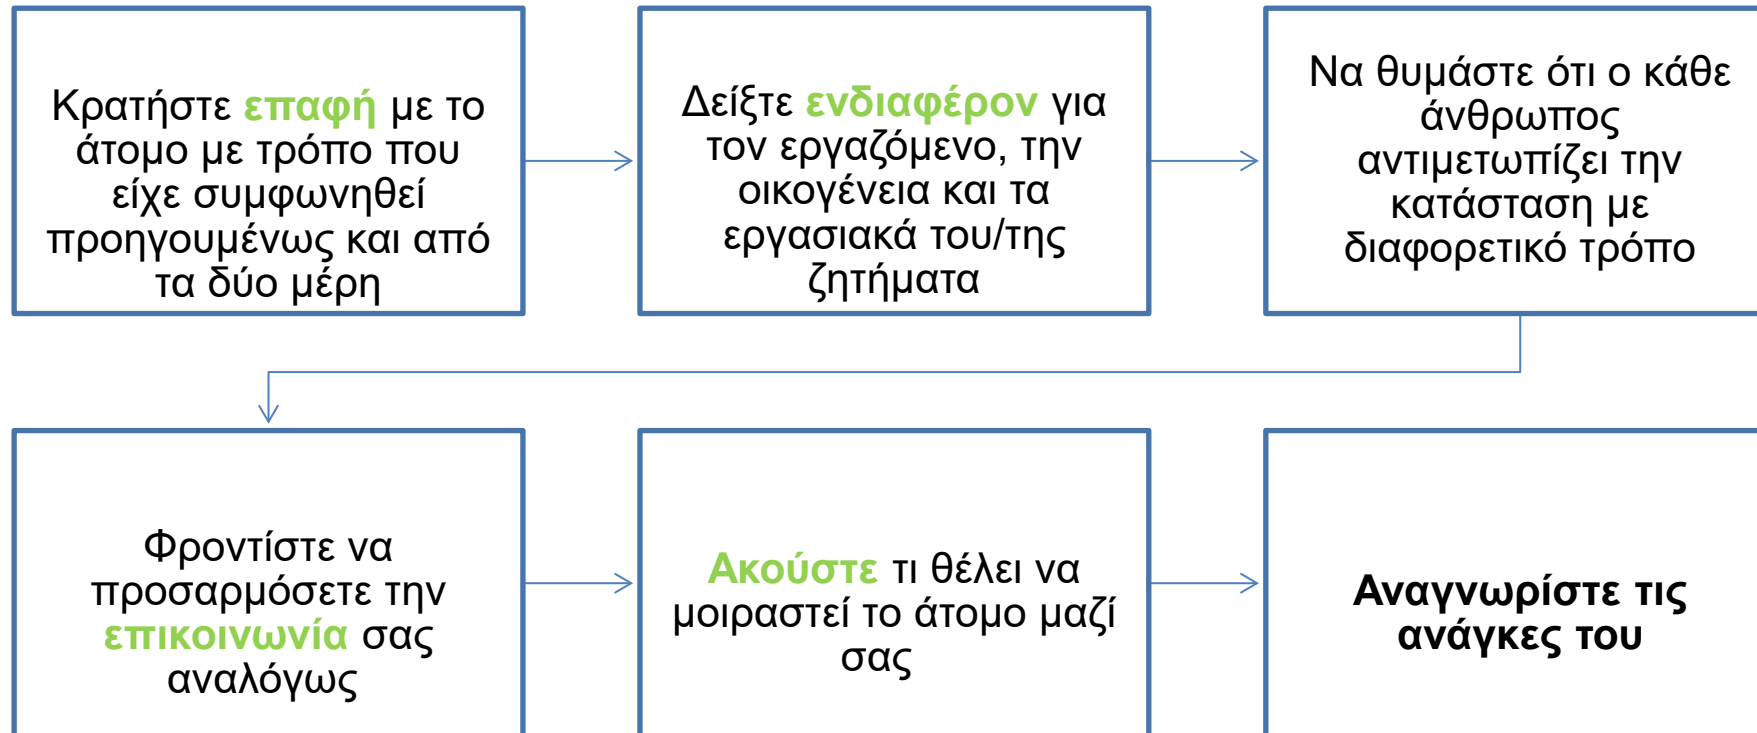 Κρατήστε επαφή με το
άτομο με τρόπο που
είχε συμφωνηθεί
προηγουμένως και από
τα δύο μέρη
Δείξτε ενδιαφέρον για
τον εργαζόμενο, την
οικογένεια και τα
εργασιακά του/της
ζητήματα
Να θυμάστε ότι ο κάθε
άνθρωπος
αντιμετωπίζει την
κατάσταση με
διαφορετικό τρόπο
Φροντίστε να
προσαρμόσετε την
επικοινωνία σας
αναλόγως
Ακούστε τι θέλει να
μοιραστεί το άτομο μαζί
σας
Αναγνωρίστε τις
ανάγκες του